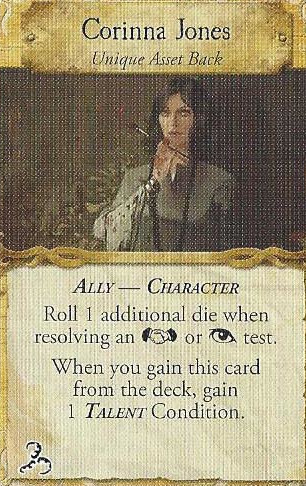 Corinna Jones
Unique Asset Back
Ally — Character
Roll 1 additional die when
resolving an or test.
When you gain this card
from the deck, gain
1 Talent Condition.